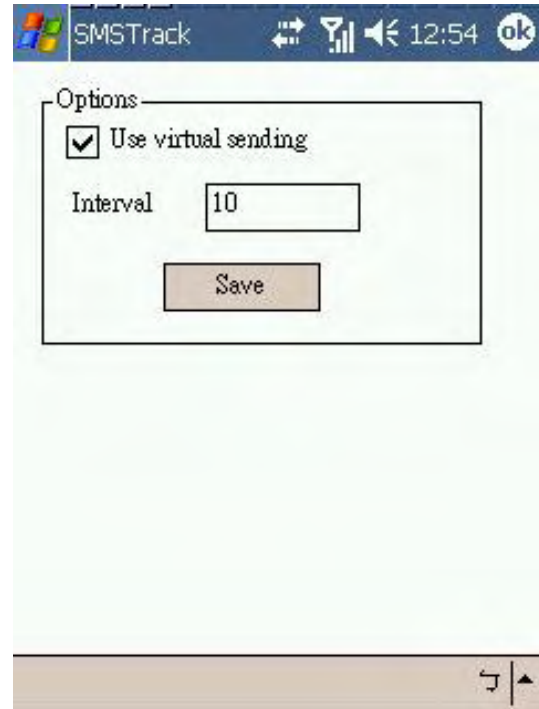 SMSTrack 12:54 ok
Options
Use virtual sending
Interval 10
Save
ㄅ